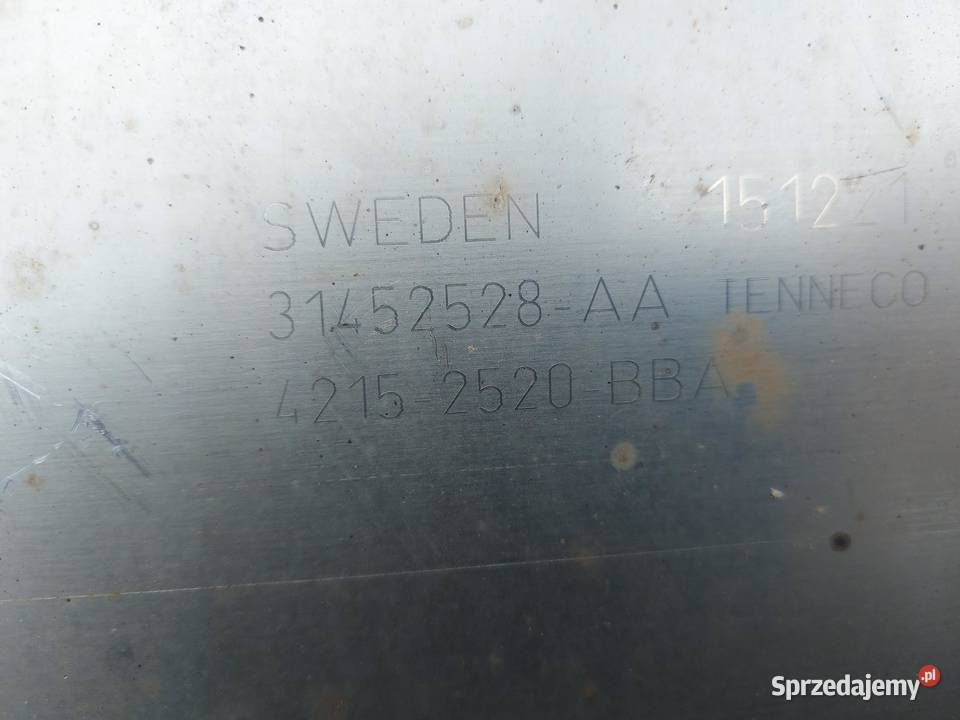 SWEDEN 151221
31452528-AA TENNECO
4215-2520-BBA
Sprzedajemy.pl